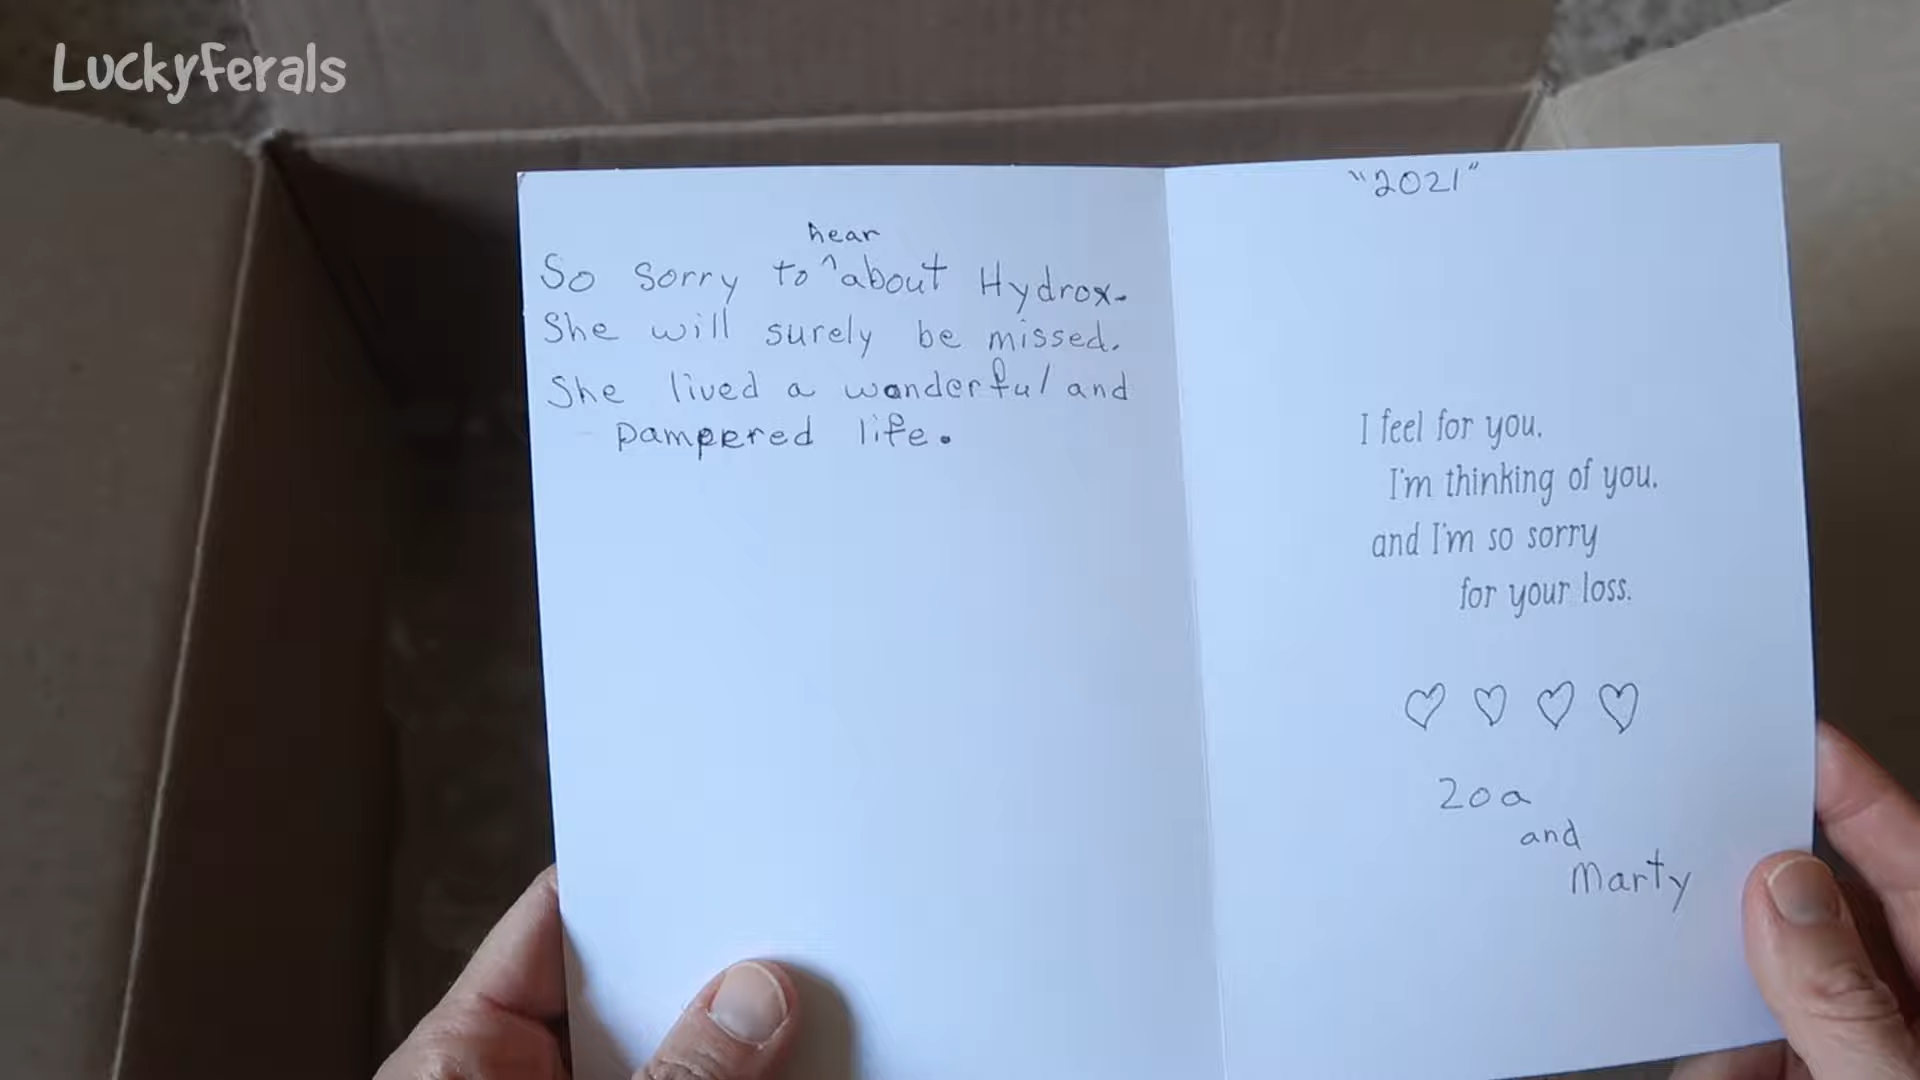 Luckyferals
So sorry to ^hear about Hydrox.
She will surely be missed.
She lived a wonderful and
pampered life.
"2021"
I feel for you,
I'm thinking of you,
and I'm so sorry
for your loss.
♡ ♡ ♡ ♡
Zoa
and
Marty